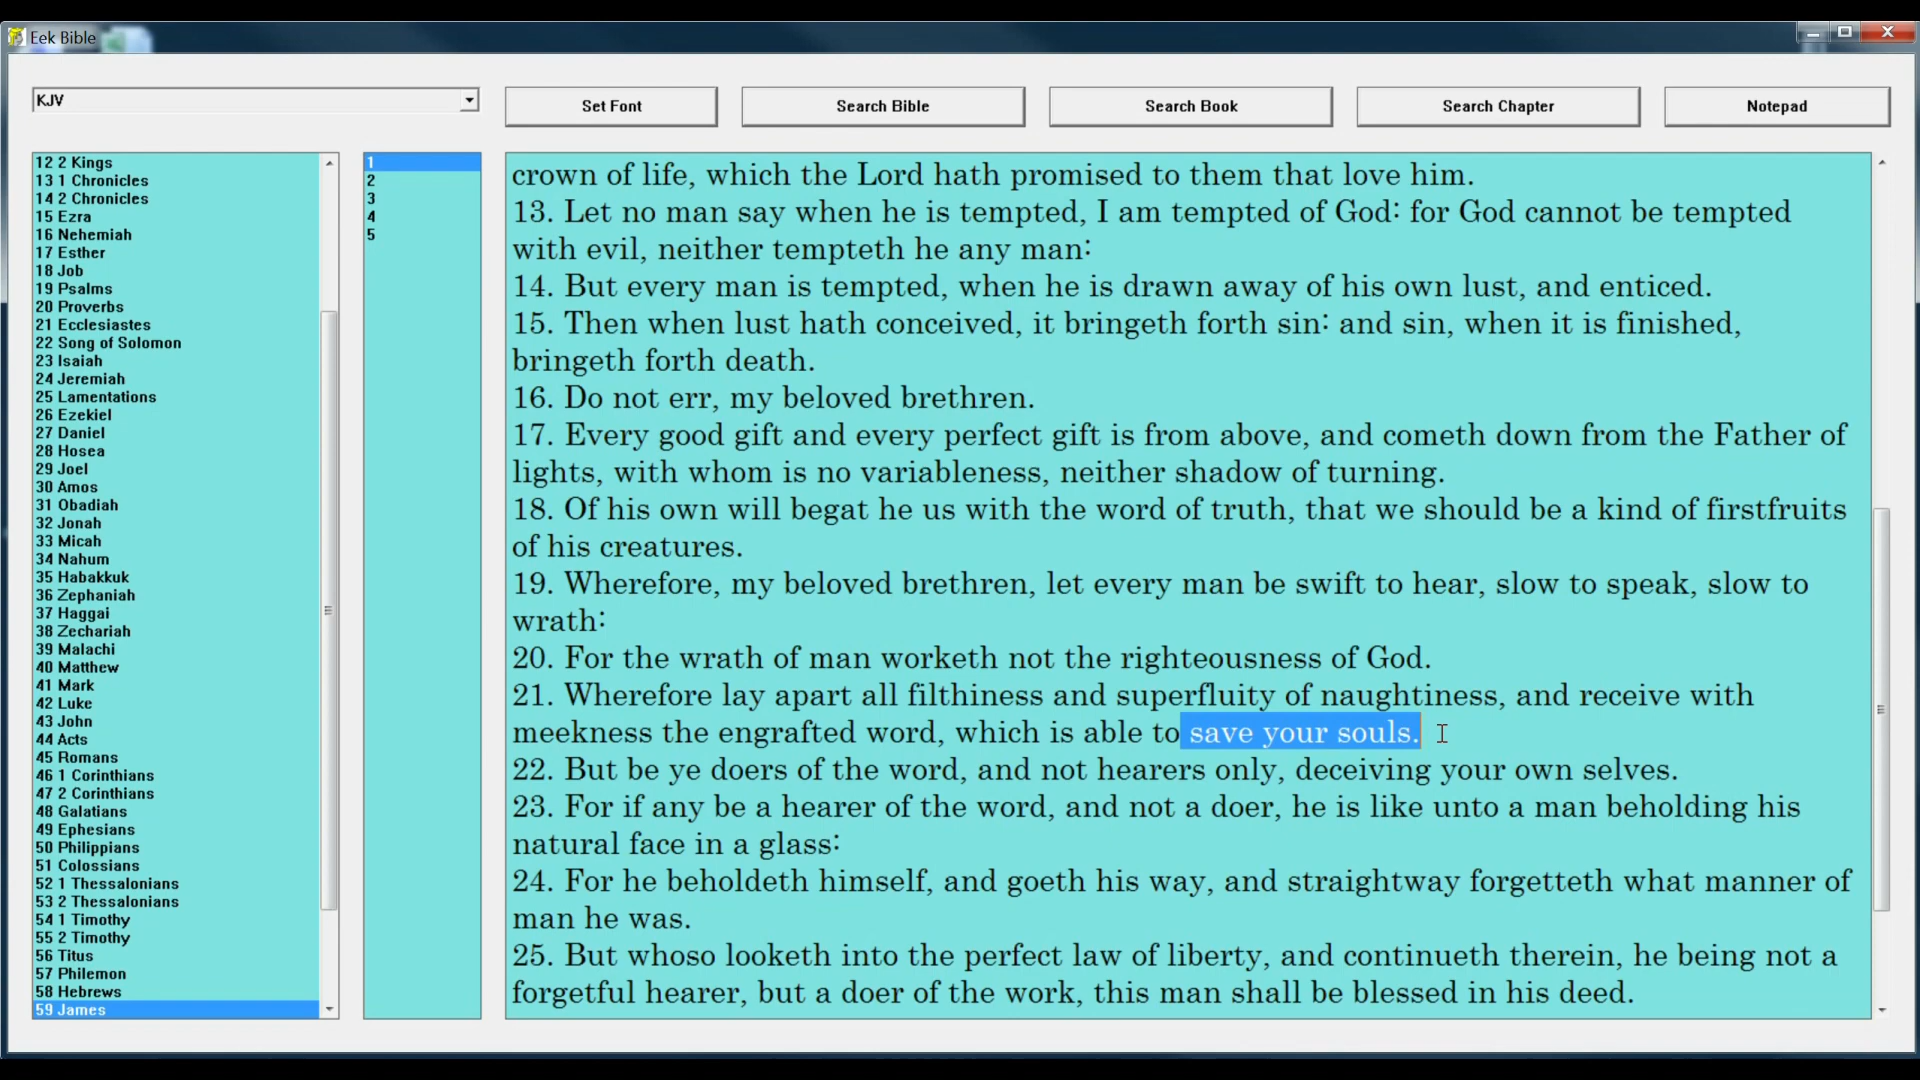 Eek Bible
KJV
Set Font
Search Bible
Search Book
Search Chapter
Notepad
12 2 Kings
13 1 Chronicles
14 2 Chronicles
15 Ezra
16 Nehemiah
17 Esther
18 Job
19 Psalms
20 Proverbs
21 Ecclesiastes
22 Song of Solomon
23 Isaiah
24 Jeremiah
25 Lamentations
26 Ezekiel
27 Daniel
28 Hosea
29 Joel
30 Amos
31 Obadiah
32 Jonah
33 Micah
34 Nahum
35 Habakkuk
36 Zephaniah
37 Haggai
38 Zechariah
39 Malachi
40 Matthew
41 Mark
42 Luke
43 John
44 Acts
45 Romans
46 1 Corinthians
47 2 Corinthians
48 Galatians
49 Ephesians
50 Philippians
51 Colossians
52 1 Thessalonians
53 2 Thessalonians
54 1 Timothy
55 2 Timothy
56 Titus
57 Philemon
58 Hebrews
59 James
1
2
3
4
5
crown of life, which the Lord hath promised to them that love him.
13. Let no man say when he is tempted, I am tempted of God: for God cannot be tempted
with evil, neither tempteth he any man:
14. But every man is tempted, when he is drawn away of his own lust, and enticed.
15. Then when lust hath conceived, it bringeth forth sin: and sin, when it is finished,
bringeth forth death.
16. Do not err, my beloved brethren.
17. Every good gift and every perfect gift is from above, and cometh down from the Father of
lights, with whom is no variableness, neither shadow of turning.
18. Of his own will begat he us with the word of truth, that we should be a kind of firstfruits
of his creatures.
19. Wherefore, my beloved brethren, let every man be swift to hear, slow to speak, slow to
wrath:
20. For the wrath of man worketh not the righteousness of God.
21. Wherefore lay apart all filthiness and superfluity of naughtiness, and receive with
meekness the engrafted word, which is able to save your souls.
22. But be ye doers of the word, and not hearers only, deceiving your own selves.
23. For if any be a hearer of the word, and not a doer, he is like unto a man beholding his
natural face in a glass:
24. For he beholdeth himself, and goeth his way, and straightway forgetteth what manner of
man he was.
25. But whoso looketh into the perfect law of liberty, and continueth therein, he being not a
forgetful hearer, but a doer of the work, this man shall be blessed in his deed.